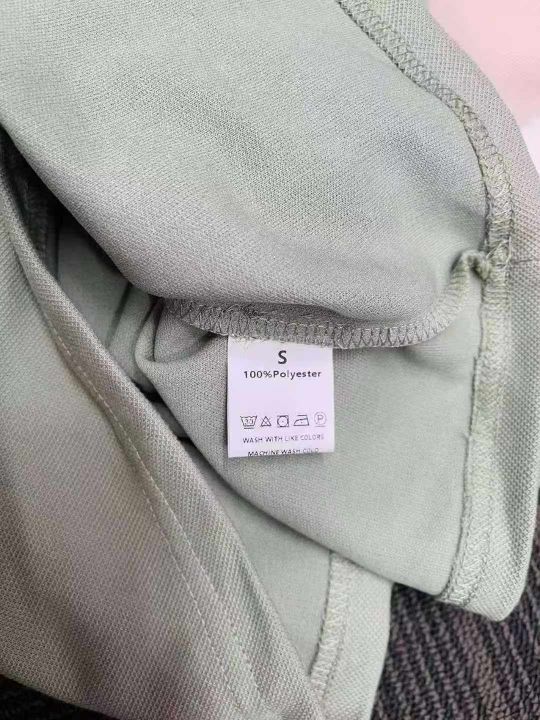 S
100%Polyester
WASH WITH LIKE COLORS
MACHINE WASH COLD